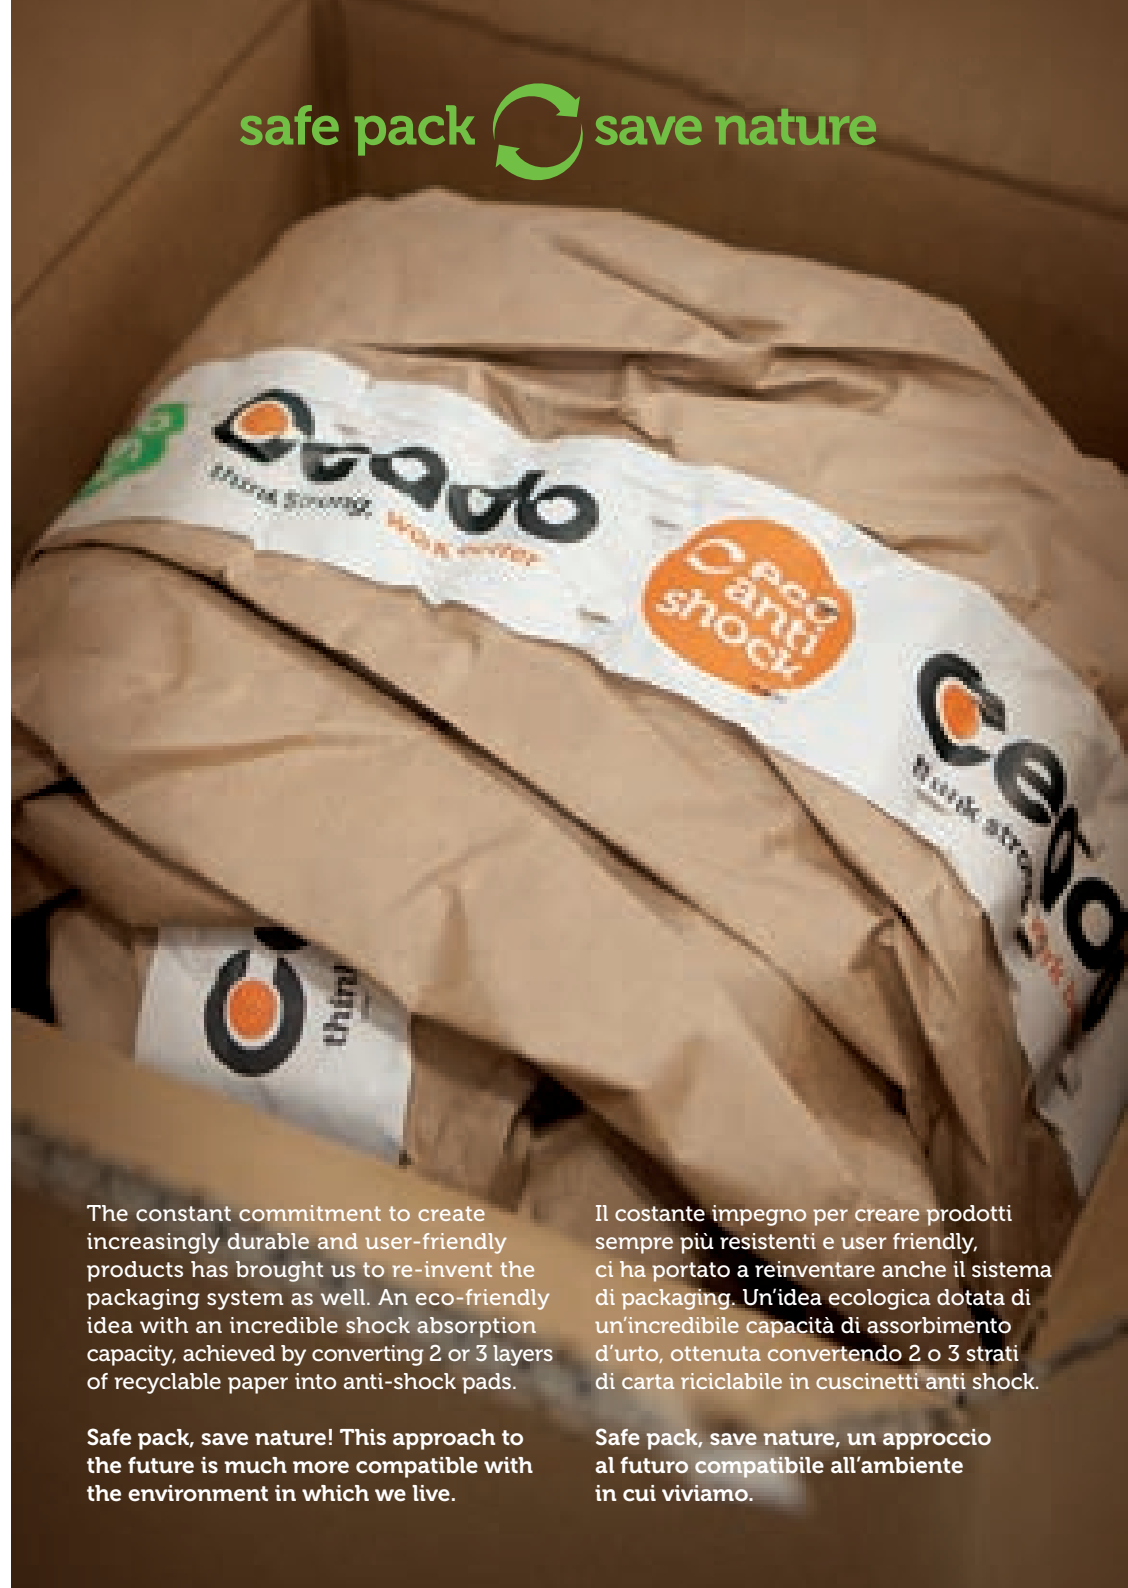 safe pack save nature
think strong,
work better
eco
anti
shock
think stro
ork b
thin
The constant commitment to create
increasingly durable and user-friendly
products has brought us to re-invent the
packaging system as well. An eco-friendly
idea with an incredible shock absorption
capacity, achieved by converting 2 or 3 layers
of recyclable paper into anti-shock pads.
Safe pack, save nature! This approach to
the future is much more compatible with
the environment in which we live.
Il costante impegno per creare prodotti
sempre più resistenti e user friendly,
ci ha portato a reinventare anche il sistema
di packaging. Un’idea ecologica dotata di
un’incredibile capacità di assorbimento
d’urto, ottenuta convertendo 2 o 3 strati
di carta riciclabile in cuscinetti anti shock.
Safe pack, save nature, un approccio
al futuro compatibile all’ambiente
in cui viviamo.